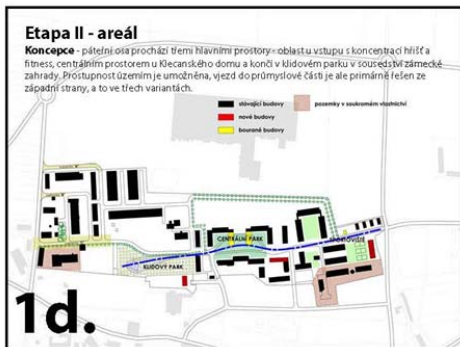 Etapa II - areál
Koncepce - páteřní osa prochází třemi hlavními prostory - oblast u vstupu s koncentrací hřišť a
fitness, centrálním prostorem u Klecanského domu a končí v klidovém parku v sousedství zámecké
zahrady. Prostupnost územím je umožněna, vjezd do průmyslové části je ale primárně řešen ze
západní strany, a to ve třech variantách.
stávající budovy
nové budovy
bourané budovy
pozemky v soukromém vlastnictví
CENTRÁLNÍ PARK
KLIDOVÝ PARK
1d.